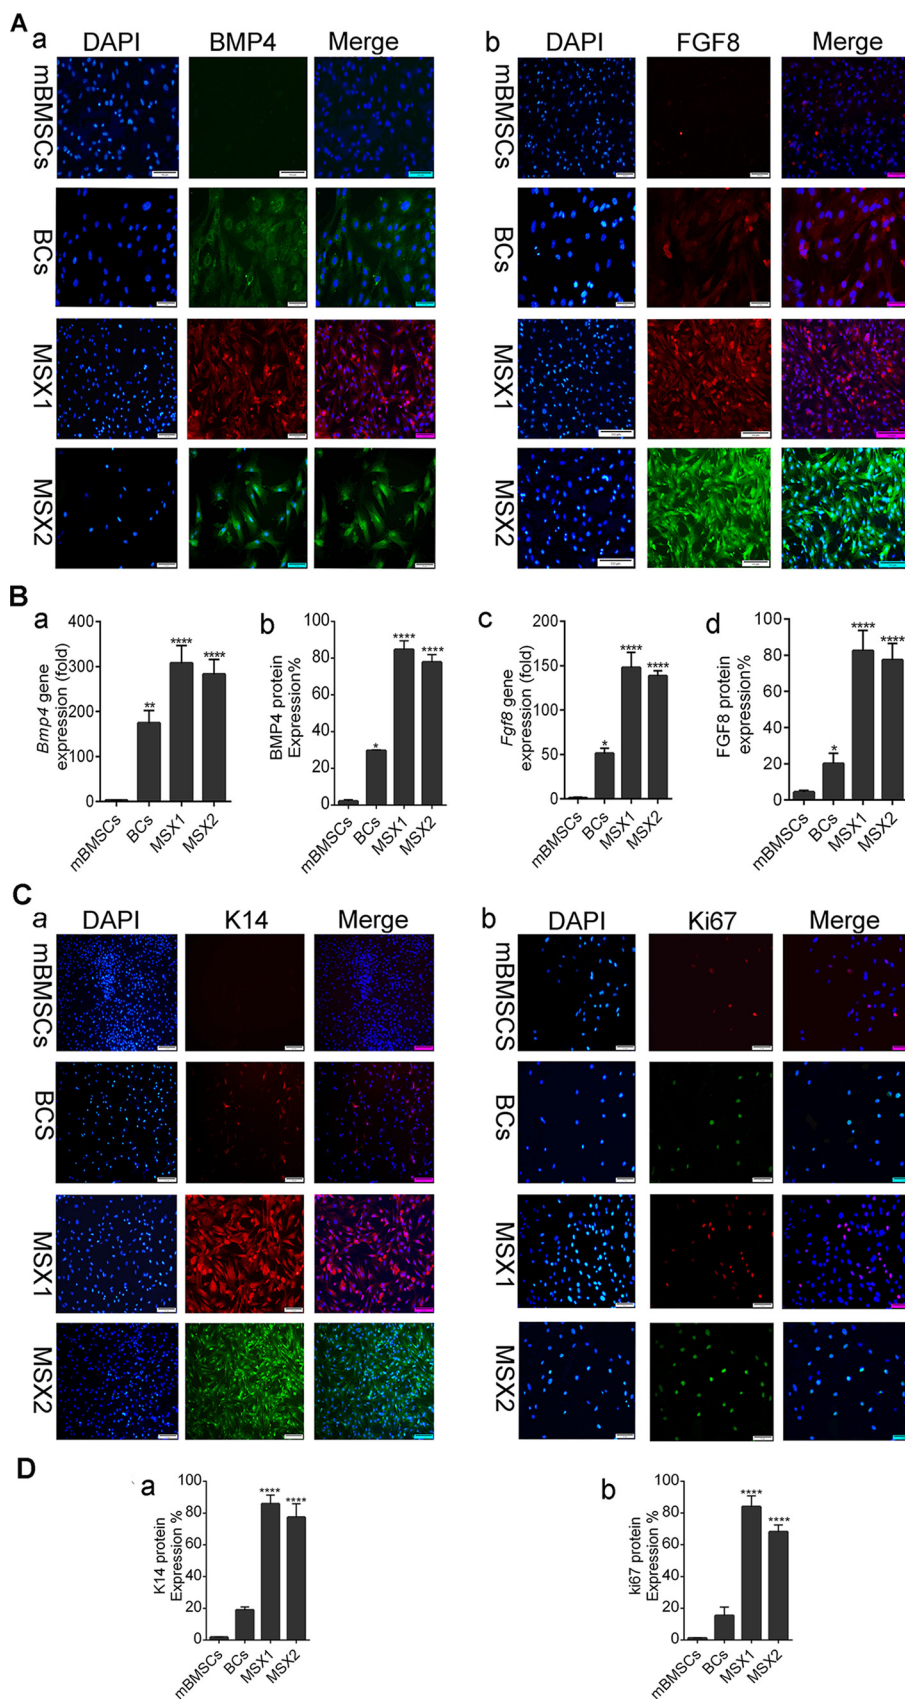 A
a
DAPI BMP4 Merge
mBMSCs
BCs
MSX1
MSX2
b
DAPI FGF8 Merge
mBMSCs
BCs
MSX1
MSX2
B
a
Bmp4 gene
expression (fold)
400
300
200
100
0
**
****
****
mBMSCs BCs MSX1 MSX2
b
BMP4 protein
Expression%
100
80
60
40
20
0
*
****
****
mBMSCs BCs MSX1 MSX2
c
Fgf8 gene
expression (fold)
200
150
100
50
0
*
****
****
mBMSCs BCs MSX1 MSX2
d
FGF8 protein
expression%
100
80
60
40
20
0
*
****
****
mBMSCs BCs MSX1 MSX2
C
a
DAPI K14 Merge
mBMSCs
BCS
MSX1
MSX2
b
DAPI Ki67 Merge
mBMSCS
BCs
MSX1
MSX2
D
a
K14 protein
Expression %
100
80
60
40
20
0
****
****
mBMSCs BCs MSX1 MSX2
b
ki67 protein
Expression %
100
80
60
40
20
0
****
****
mBMSCs BCs MSX1 MSX2